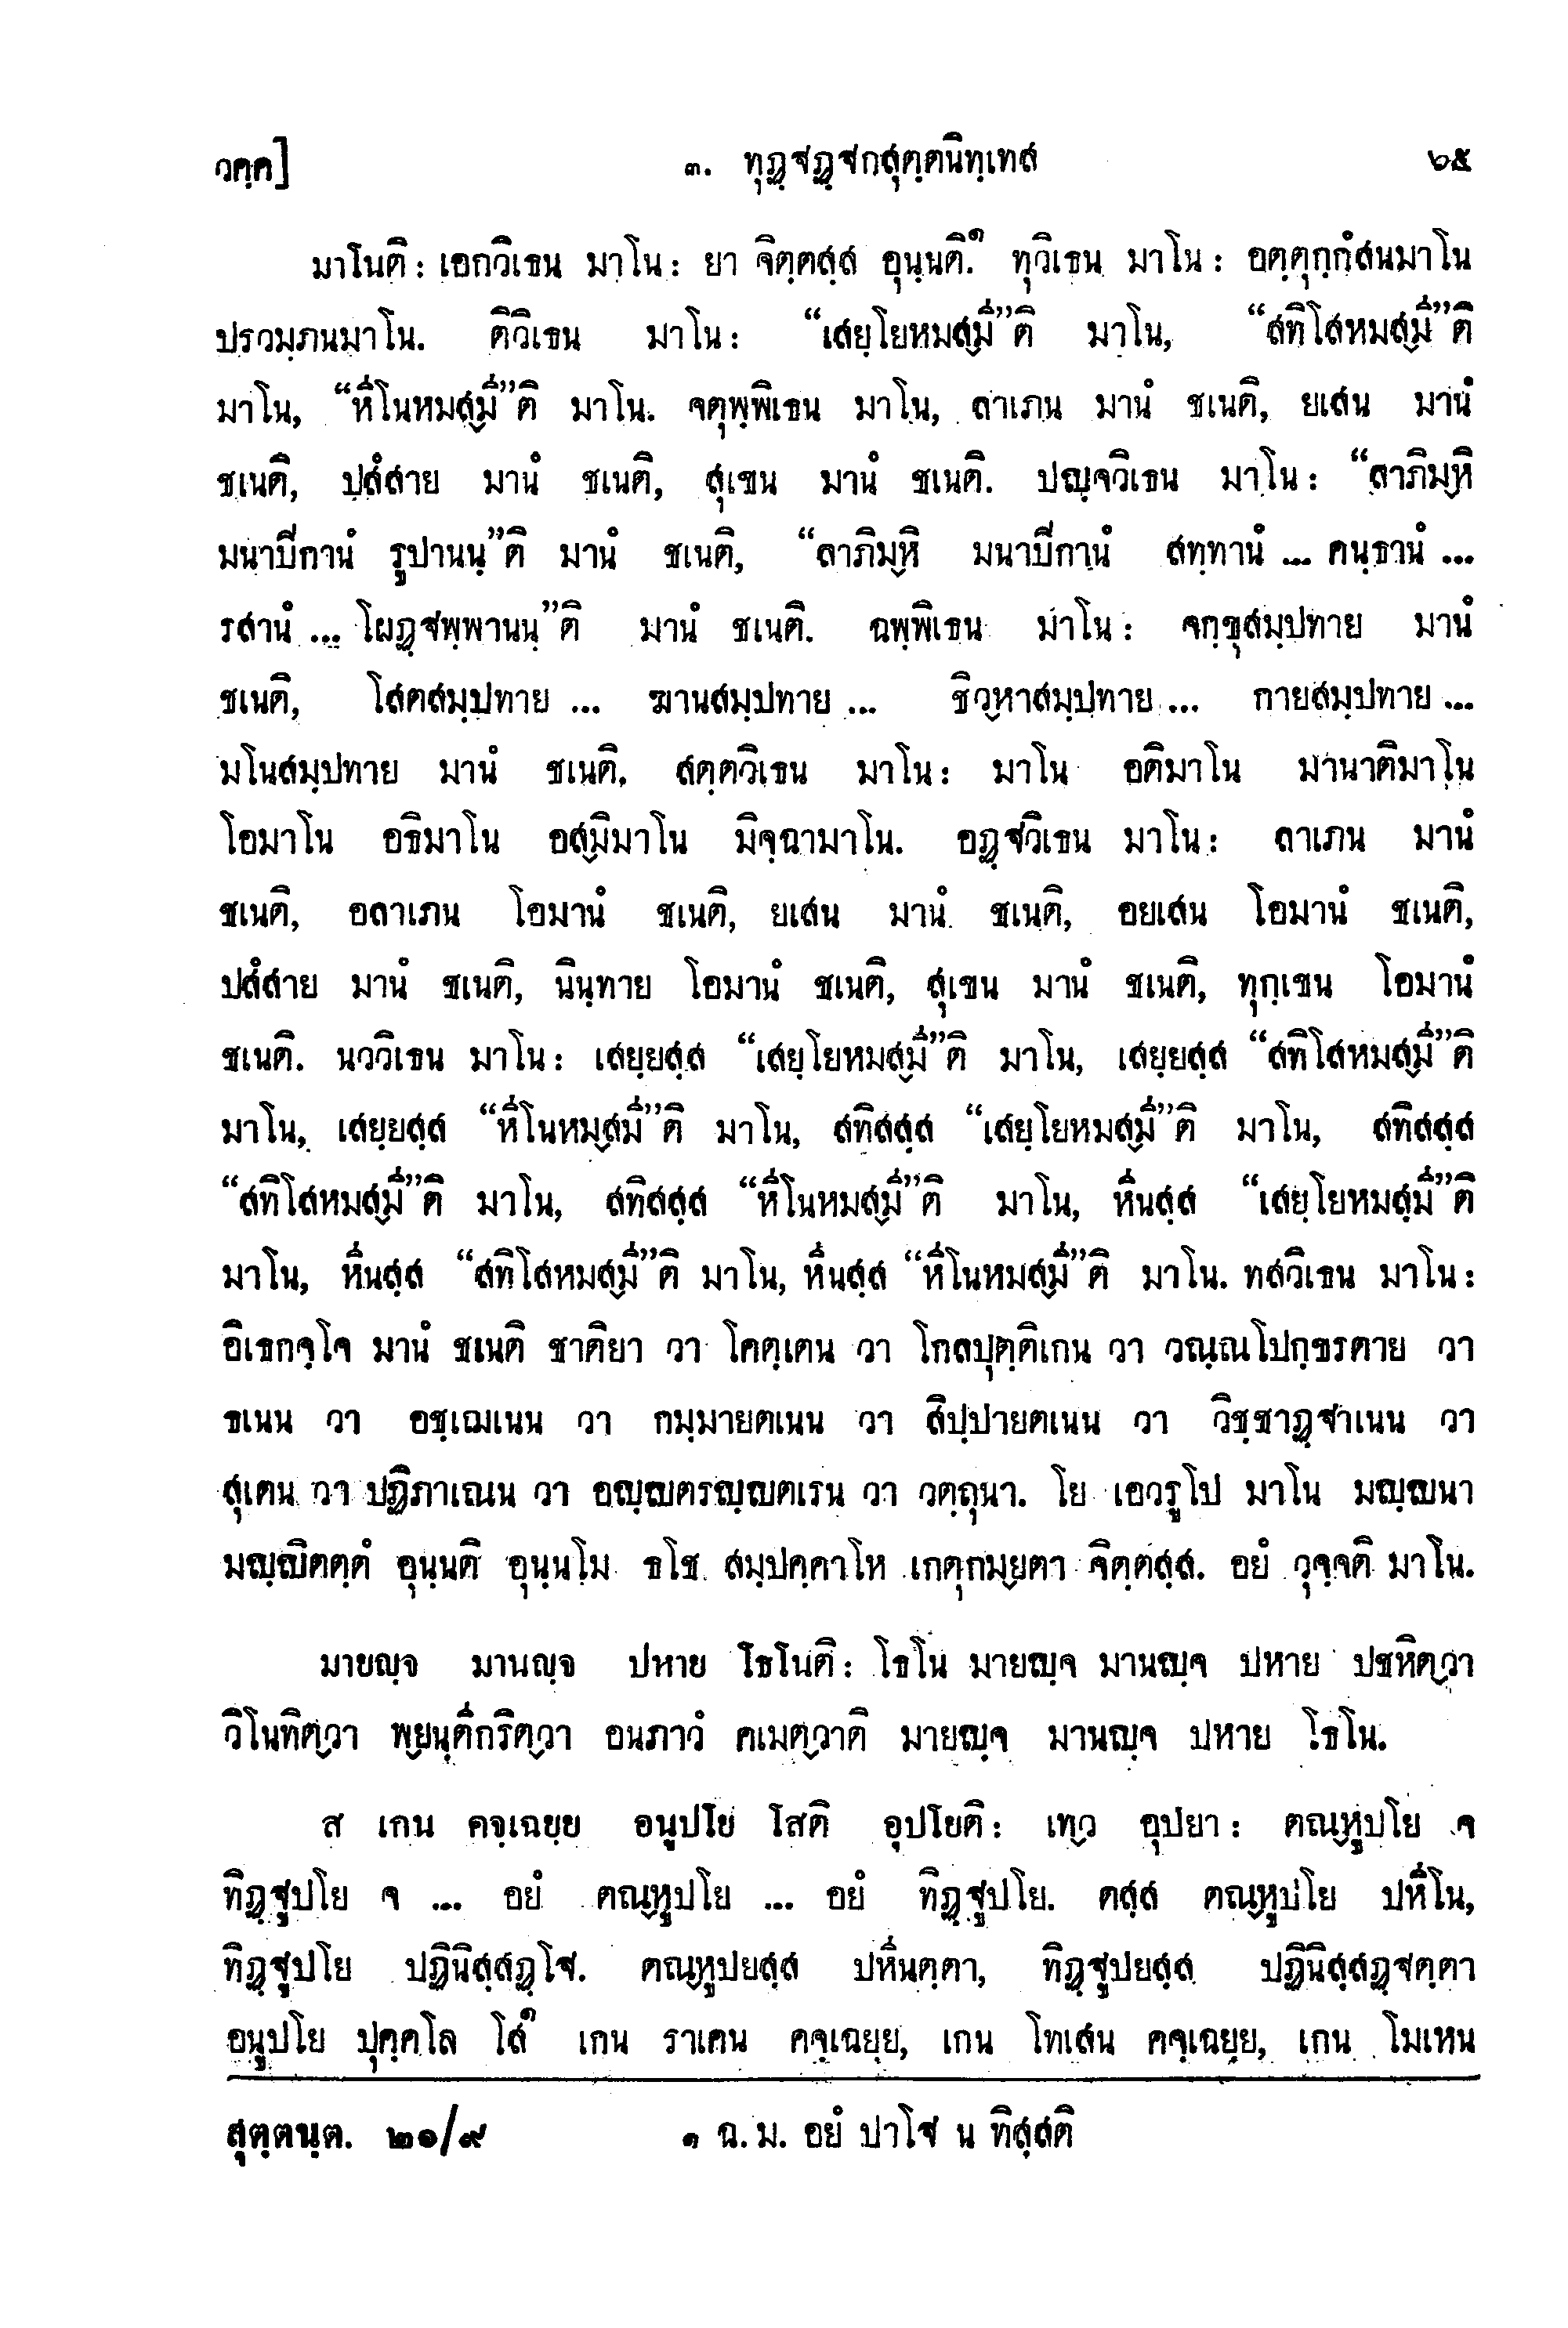 วคฺค] ๓. ทุฏฺฐฏฺฐกสุตฺตนิทฺเทส ๖๕
มาโนติ: เอกวิเธน มาโน: ยา จิตฺตสฺส อุนฺนติ.๑ ทุวิเธน มาโน: อตฺตุกฺกํสนมาโน
ปรวมฺภนมาโน. ติวิเธน มาโน: “เสยฺโยหมสฺมี”ติ มาโน, “สทิโสหมสฺมี”ติ
มาโน, “หีโนหมสฺมี”ติ มาโน. จตุพฺพิเธน มาโน, ลาเภน มานํ ชเนติ, ยเสน มานํ
ชเนติ, ปสํสาย มานํ ชเนติ, สุเขน มานํ ชเนติ. ปญฺจวิเธน มาโน: “ลาภิมฺหิ
มนาปิกานํ รูปานนฺ”ติ มานํ ชเนติ, “ลาภิมฺหิ มนาปิกานํ สทฺทานํ ... คนฺธานํ ...
รสานํ ... โผฏฺฐพฺพานนฺ”ติ มานํ ชเนติ. ฉพฺพิเธน มาโน: จกฺขุสมฺปทาย มานํ
ชเนติ, โสตสมฺปทาย ... ฆานสมฺปทาย ... ชิวฺหาสมฺปทาย ... กายสมฺปทาย ...
มโนสมฺปทาย มานํ ชเนติ. สตฺตวิเธน มาโน: มาโน อติมาโน มานาติมาโน
โอมาโน อธิมาโน อสฺมิมาโน มิจฺฉามาโน. อฏฺฐวิเธน มาโน: ลาเภน มานํ
ชเนติ, อลาเภน โอมานํ ชเนติ, ยเสน มานํ ชเนติ, อยเสน โอมานํ ชเนติ,
ปสํสาย มานํ ชเนติ, นินฺทาย โอมานํ ชเนติ, สุเขน มานํ ชเนติ, ทุกฺเขน โอมานํ
ชเนติ. นววิเธน มาโน: เสยฺยสฺส “เสยฺโยหมสฺมี”ติ มาโน, เสยฺยสฺส “สทิโสหมสฺมี”ติ
มาโน, เสยฺยสฺส “หีโนหมฺสฺมี”ติ มาโน, สทิสสฺส “เสยฺโยหมสฺมี”ติ มาโน, สทิสสฺส
“สทิโสหมสฺมี”ติ มาโน, สทิสสฺส “หีโนหมสฺมี”ติ มาโน, หีนสฺส “เสยฺโยหมสฺมี”ติ
มาโน, หีนสฺส “สทิโสหมสฺมี”ติ มาโน, หีนสฺส “หีโนหมสฺมี”ติ มาโน. ทสวิเธน มาโน:
อิเธกจฺโจ มานํ ชเนติ ชาติยา วา โคตฺเตน วา โกลปุตฺติเกน วา วณฺณโปกฺขรตาย วา
ธเนน วา อชฺเฌเนน วา กมฺมายตเนน วา สิปฺปายตเนน วา วิชฺชาฏฺฐาเนน วา
สุเตน วา ปฏิภาเณน วา อญฺญตรญฺญตเรน วา วตฺถุนา. โย เอวรูโป มาโน มญฺญนา
มญฺญิตตฺตํ อุนฺนติ อุนฺนโม ธโช สมฺปคฺคาโห เกตุกมฺยตา จิตฺตสฺส. อยํ วุจฺจติ มาโน.
มายญฺจ มานญฺจ ปหาย โธโนติ: โธโน มายญฺจ มานญฺจ ปหาย ปชหิตฺวา
วิโนทิตฺวา พฺยนฺตีกริตฺวา อนภาวํ คเมตฺวาติ มายญฺจ มานญฺจ ปหาย โธโน.
ส เกน คจฺเฉยฺย อนูปโย โสติ อุปโยติ: เทฺว อุปยา: ตณฺหูปโย จ
ทิฏฺฐูปโย จ ... อยํ ตณฺหูปโย ... อยํ ทิฏฺฐูปโย. ตสฺส ตณฺหูปโย ปหีโน,
ทิฏฺฐูปโย ปฏินิสฺสฏฺโฐ. ตณฺหูปยสฺส ปหีนตฺตา, ทิฏฺฐูปยสฺส ปฏินิสฺสฏฺฐตฺตา
อนูปโย ปุคฺคโล โส๑ เกน ราเคน คจฺเฉยฺย, เกน โทเสน คจฺเฉยฺย, เกน โมเหน
สุตฺตนฺต. ๒๑/๙ ๑ ฉ.ม. อยํ ปาโฐ น ทิสฺสติ